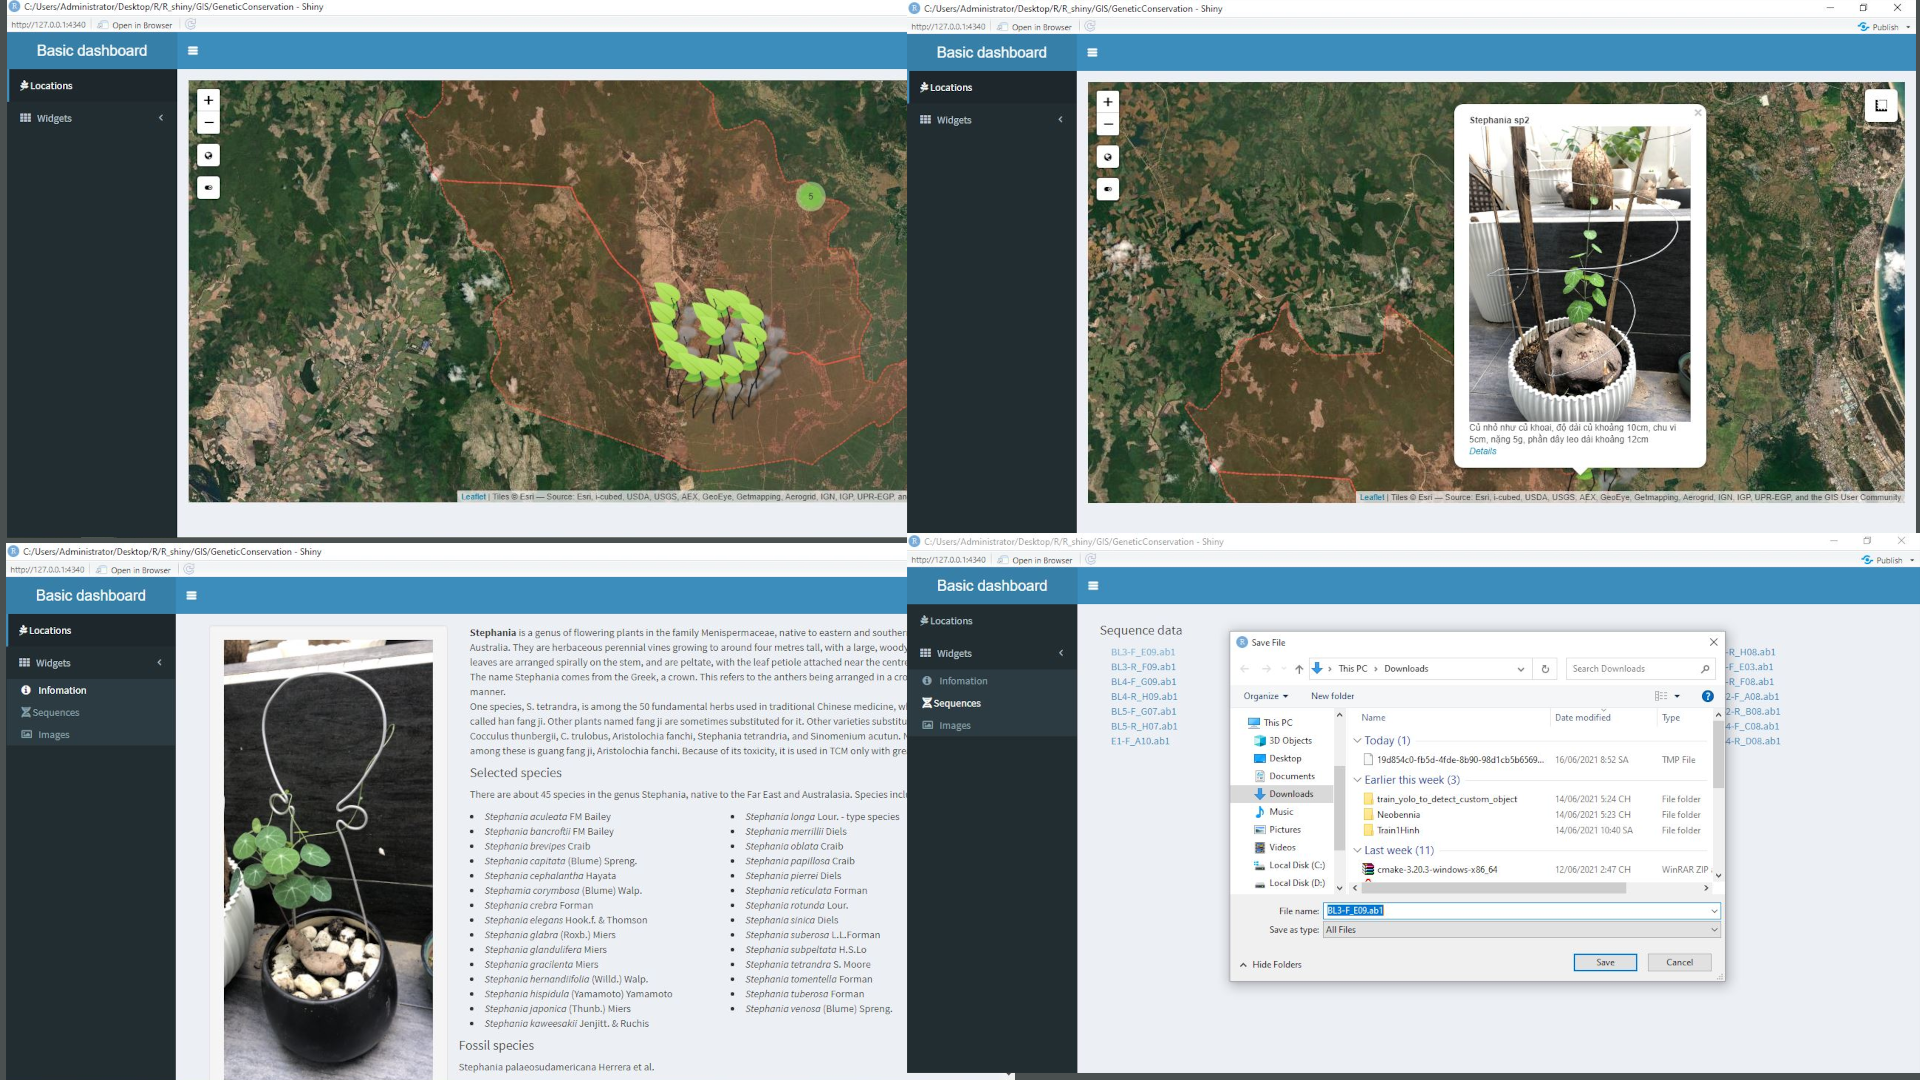 C:/Users/Administrator/Desktop/R/R_shiny/GIS/GeneticConservation - Shiny
http://127.0.0.1:4340
Open in Browser
Basic dashboard
Locations
Widgets
+
−
5
Leaflet | Tiles © Esri — Source: Esri, i-cubed, USDA, USGS, AEX, GeoEye, Getmapping, Aerogrid, IGN, IGP, UPR-EGP, an
C:/Users/Administrator/Desktop/R/R_shiny/GIS/GeneticConservation - Shiny
http://127.0.0.1:4340
Open in Browser
Publish
Basic dashboard
Locations
Widgets
+
−
Stephania sp2
Củ nhỏ như củ khoai, độ dài củ khoảng 10cm, chu vi
5cm, nặng 5g, phần dây leo dài khoảng 12cm
Details
Leaflet | Tiles © Esri — Source: Esri, i-cubed, USDA, USGS, AEX, GeoEye, Getmapping, Aerogrid, IGN, IGP, UPR-EGP, and the GIS User Community
C:/Users/Administrator/Desktop/R/R_shiny/GIS/GeneticConservation - Shiny
http://127.0.0.1:4340
Open in Browser
Basic dashboard
Locations
Widgets
Infomation
Sequences
Images
Stephania is a genus of flowering plants in the family Menispermaceae, native to eastern and southern
Australia. They are herbaceous perennial vines growing to around four metres tall, with a large, woody
leaves are arranged spirally on the stem, and are peltate, with the leaf petiole attached near the centre
The name Stephania comes from the Greek, a crown. This refers to the anthers being arranged in a cro
manner.
One species, S. tetrandra, is among the 50 fundamental herbs used in traditional Chinese medicine, wh
called han fang ji. Other plants named fang ji are sometimes substituted for it. Other varieties substitu
Cocculus thunbergii, C. trulobus, Aristolochia fanchi, Stephania tetrandra, and Sinomenium acutun. N
among these is guang fang ji, Aristolochia fanchi. Because of its toxicity, it is used in TCM only with gre
Selected species
There are about 45 species in the genus Stephania, native to the Far East and Australasia. Species incl
Stephania aculeata FM Bailey
Stephania bancroftii FM Bailey
Stephania brevipes Craib
Stephania capitata (Blume) Spreng.
Stephania cephalantha Hayata
Stephania corymbosa (Blume) Walp.
Stephania crebra Forman
Stephania elegans Hook.f. & Thomson
Stephania glabra (Roxb.) Miers
Stephania glandulifera Miers
Stephania gracilenta Miers
Stephania hernandiifolia (Willd.) Walp.
Stephania hispidula (Yamamoto) Yamamoto
Stephania japonica (Thunb.) Miers
Stephania kaweesakii Jenjitt. & Ruchis
Stephania longa Lour. - type species
Stephania merrillii Diels
Stephania oblata Craib
Stephania papillosa Craib
Stephania pierrei Diels
Stephania reticulata Forman
Stephania rotunda Lour.
Stephania sinica Diels
Stephania suberosa L.L.Forman
Stephania subpeltata H.S.Lo
Stephania tetrandra S. Moore
Stephania tomentella Forman
Stephania tuberosa Forman
Stephania venosa (Blume) Spreng.
Fossil species
Stephania palaeosudamericana Herrera et al.
C:/Users/Administrator/Desktop/R/R_shiny/GIS/GeneticConservation - Shiny
http://127.0.0.1:4340
Open in Browser
Publish
Basic dashboard
Locations
Widgets
Infomation
Sequences
Images
Sequence data
BL3-F_E09.ab1
BL3-R_F09.ab1
BL4-F_G09.ab1
BL4-R_H09.ab1
BL5-F_G07.ab1
BL5-R_H07.ab1
E1-F_A10.ab1
-R_H08.ab1
-F_E03.ab1
-R_F08.ab1
2-F_A08.ab1
2-R_B08.ab1
4-F_C08.ab1
4-R_D08.ab1
Save File
This PC > Downloads
Search Downloads
Organize
New folder
This PC
3D Objects
Desktop
Documents
Downloads
Music
Pictures
Videos
Local Disk (C:)
Local Disk (D:)
Name Date modified Type
Today (1)
19d854c0-fb5d-4fde-8b90-98d1cb5b6569... 16/06/2021 8:52 SA TMP File
Earlier this week (3)
train_yolo_to_detect_custom_object 14/06/2021 5:24 CH File folder
Neobennia 14/06/2021 5:23 CH File folder
Train1Hinh 14/06/2021 10:40 SA File folder
Last week (11)
cmake-3.20.3-windows-x86_64 12/06/2021 2:47 CH WinRAR ZIP
File name: BL3-F_E09.ab1
Save as type: All Files
Hide Folders
Save
Cancel